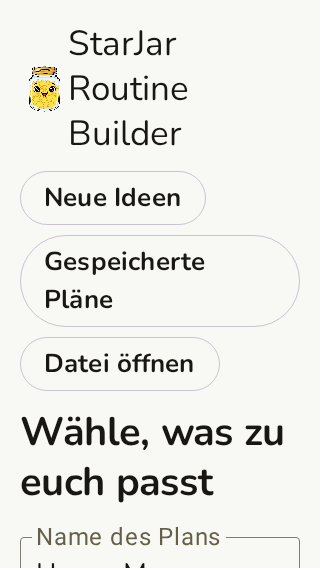 StarJar
Routine
Builder
Neue Ideen
Gespeicherte
Pläne
Datei öffnen
Wähle, was zu
euch passt
Name des Plans